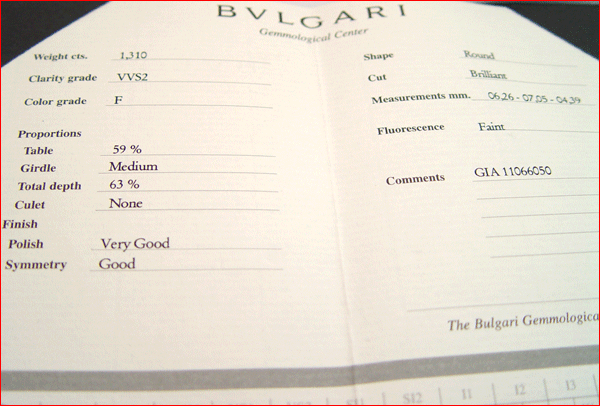 BVLGARI
Gemmological Center
Weight cts. 1,310
Clarity grade VVS2
Color grade F
Proportions
Table 59 %
Girdle Medium
Total depth 63 %
Culet None
Finish
Polish Very Good
Symmetry Good
Shape Round
Cut Brilliant
Measurements mm. 06.26 - 07.05 - 04.39
Fluorescence Faint
Comments GIA 11066050
The Bulgari Gemmologica
SI2 I1 I2 I3